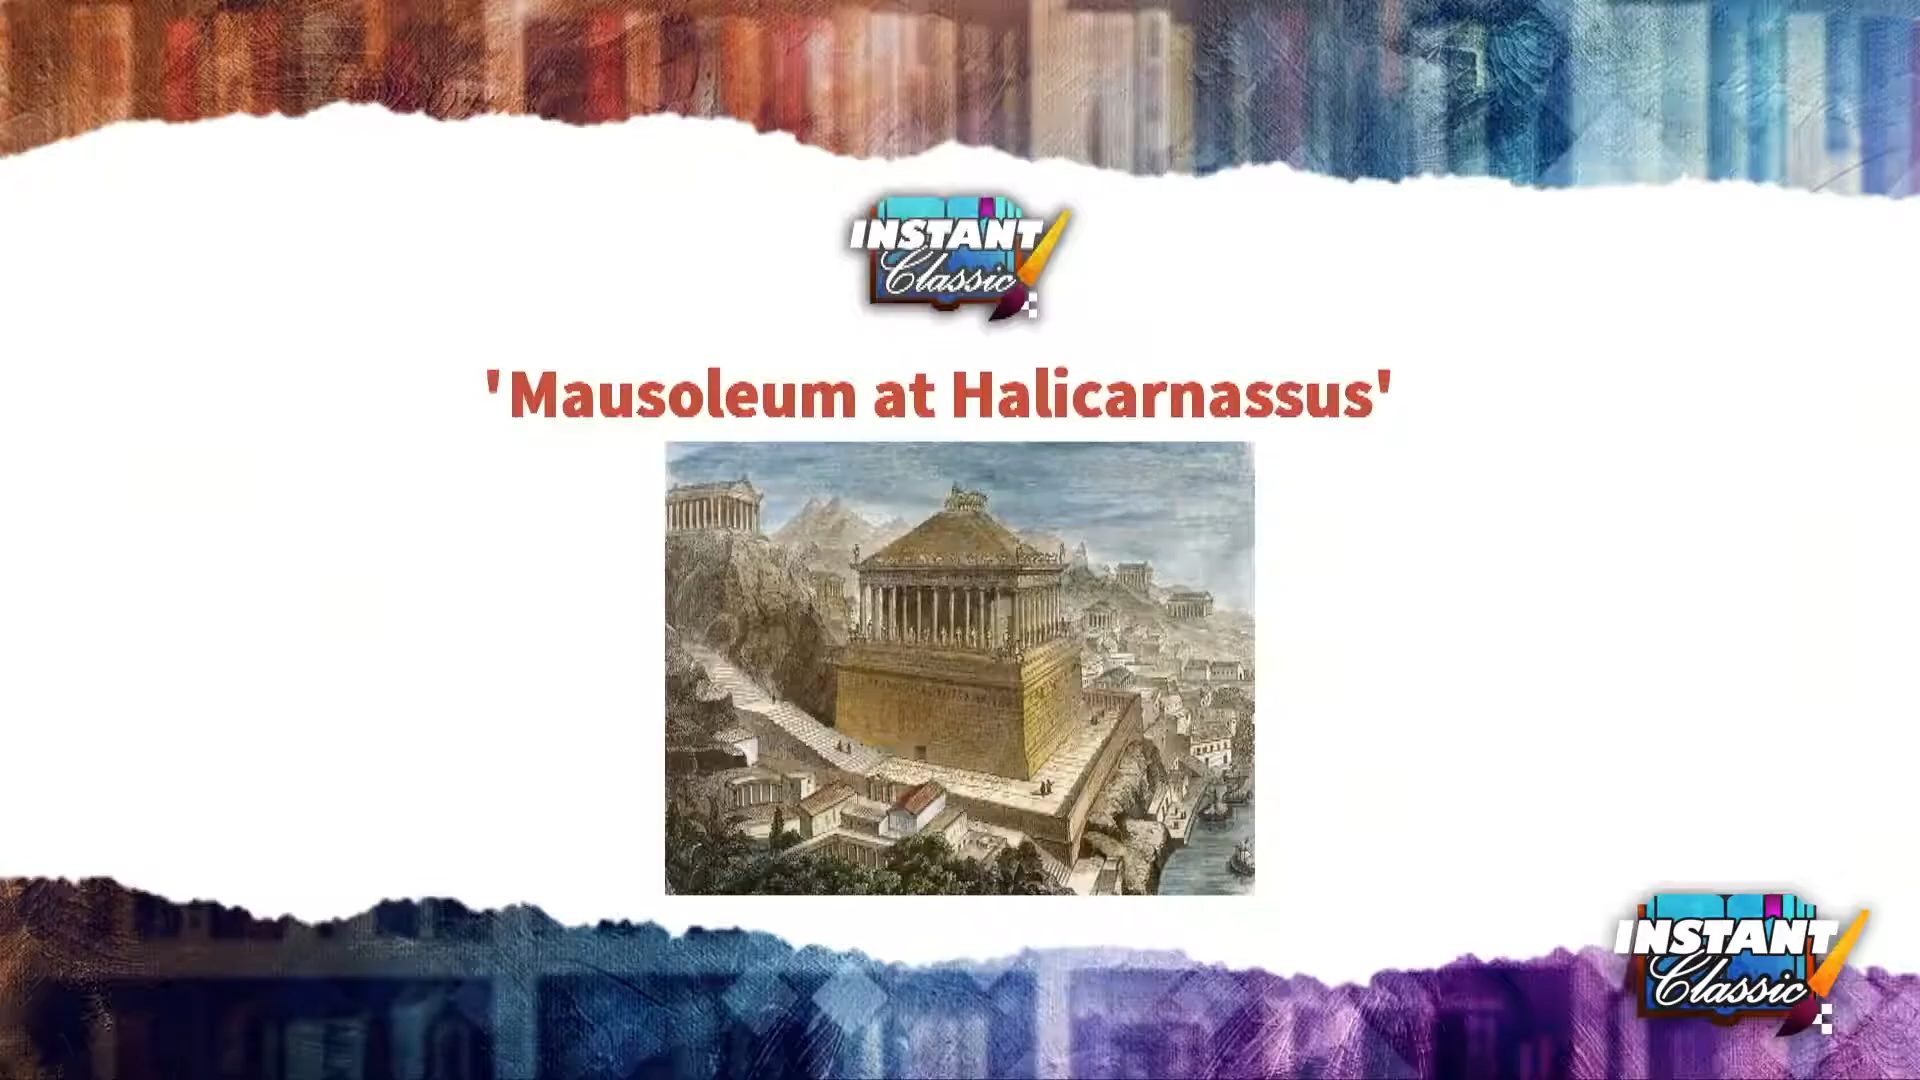 INSTANT
Classic
'Mausoleum at Halicarnassus'
INSTANT
Classic